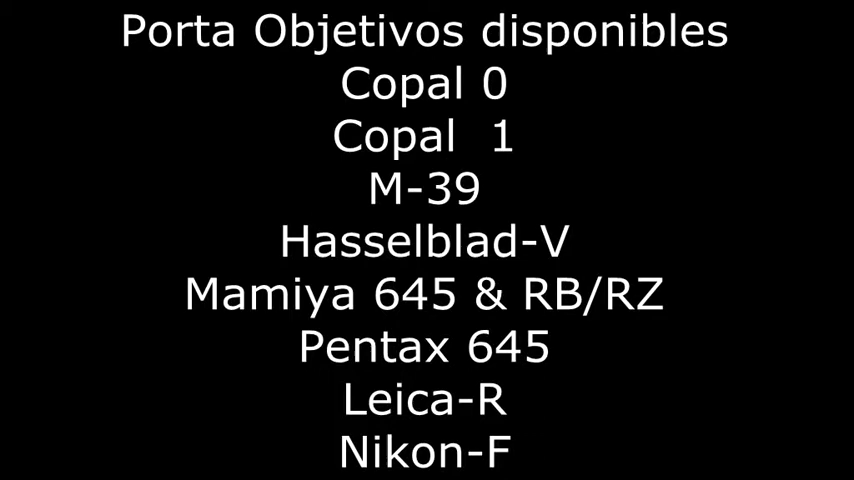 Porta Objetivos disponibles
Copal 0
Copal  1
M-39
Hasselblad-V
Mamiya 645 & RB/RZ
Pentax 645
Leica-R
Nikon-F